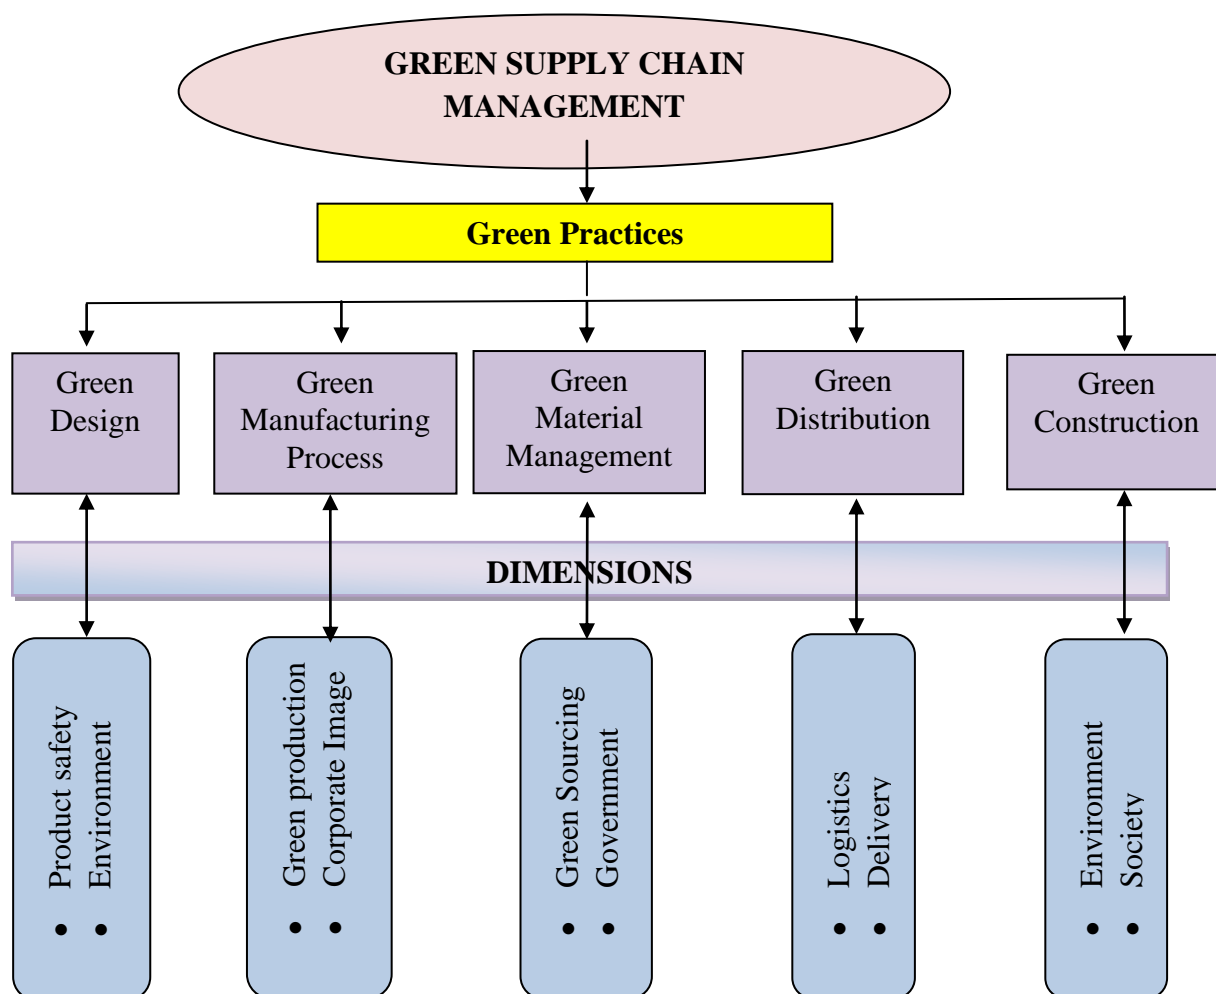 GREEN SUPPLY CHAIN
MANAGEMENT
Green Practices
Green
Design
Green
Manufacturing
Process
Green
Material
Management
Green
Distribution
Green
Construction
DIMENSIONS
• Product safety
• Environment
• Green production
• Corporate Image
• Green Sourcing
• Government
• Logistics
• Delivery
• Environment
• Society